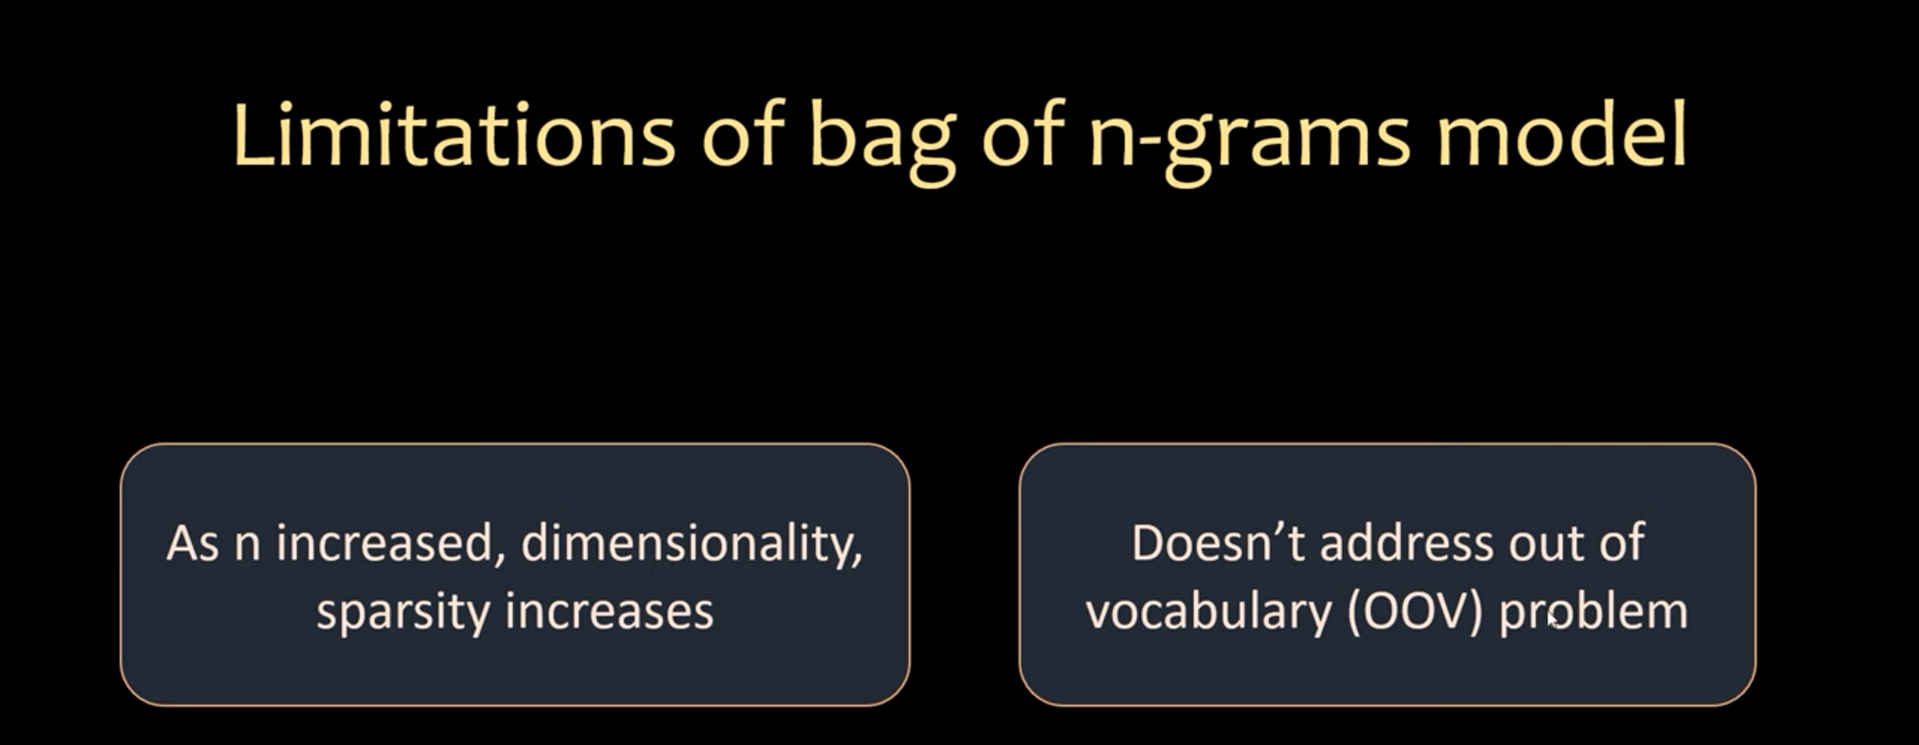 Limitations of bag of n-grams model
As n increased, dimensionality,
sparsity increases
Doesn’t address out of
vocabulary (OOV) problem